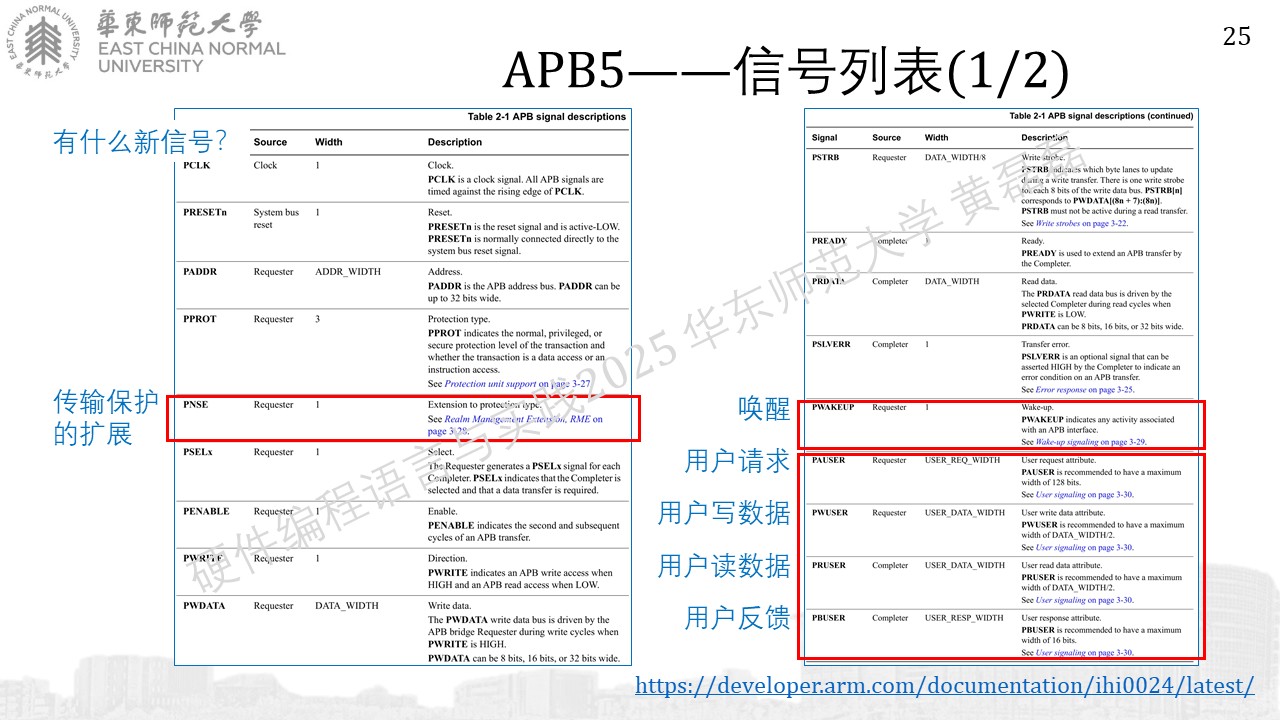 EAST CHINA NORMAL UNIVERSITY
華東師范大學
EAST CHINA NORMAL
UNIVERSITY
25
APB5——信号列表(1/2)
有什么新信号?
Table 2-1 APB signal descriptions
Source Width Description
PCLK Clock 1 Clock.
PCLK is a clock signal. All APB signals are
timed against the rising edge of PCLK.
PRESETn System bus 1 Reset.
reset PRESETn is the reset signal and is active-LOW.
PRESETn is normally connected directly to the
system bus reset signal.
PADDR Requester ADDR_WIDTH Address.
PADDR is the APB address bus. PADDR can be
up to 32 bits wide.
PPROT Requester 3 Protection type.
PPROT indicates the normal, privileged, or
secure protection level of the transaction and
whether the transaction is a data access or an
instruction access.
See Protection unit support on page 3-27
传输保护
的扩展
PNSE Requester 1 Extension to protection type.
See Realm Management Extension, RME on
page 3-28.
PSELx Requester 1 Select.
The Requester generates a PSELx signal for each
Completer. PSELx indicates that the Completer is
selected and that a data transfer is required.
PENABLE Requester 1 Enable.
PENABLE indicates the second and subsequent
cycles of an APB transfer.
PWRITE Requester 1 Direction.
PWRITE indicates an APB write access when
HIGH and an APB read access when LOW.
PWDATA Requester DATA_WIDTH Write data.
The PWDATA write data bus is driven by the
APB bridge Requester during write cycles when
PWRITE is HIGH.
PWDATA can be 8 bits, 16 bits, or 32 bits wide.
Table 2-1 APB signal descriptions (continued)
Signal Source Width Description
PSTRB Requester DATA_WIDTH/8 Write strobe.
PSTRB indicates which byte lanes to update
during a write transfer. There is one write strobe
for each 8 bits of the write data bus. PSTRB[n]
corresponds to PWDATA[(8n + 7):(8n)].
PSTRB must not be active during a read transfer.
See Write strobes on page 3-22.
PREADY Completer 1 Ready.
PREADY is used to extend an APB transfer by
the Completer.
PRDATA Completer DATA_WIDTH Read data.
The PRDATA read data bus is driven by the
selected Completer during read cycles when
PWRITE is LOW.
PRDATA can be 8 bits, 16 bits, or 32 bits wide.
PSLVERR Completer 1 Transfer error.
PSLVERR is an optional signal that can be
asserted HIGH by the Completer to indicate an
error condition on an APB transfer.
See Error response on page 3-25.
唤醒
PWAKEUP Requester 1 Wake-up.
PWAKEUP indicates any activity associated
with an APB interface.
See Wake-up signaling on page 3-29.
用户请求
PAUSER Requester USER_REQ_WIDTH User request attribute.
PAUSER is recommended to have a maximum
width of 128 bits.
See User signaling on page 3-30.
用户写数据
PWUSER Requester USER_DATA_WIDTH User write data attribute.
PWUSER is recommended to have a maximum
width of DATA_WIDTH/2.
See User signaling on page 3-30.
用户读数据
PRUSER Completer USER_DATA_WIDTH User read data attribute.
PRUSER is recommended to have a maximum
width of DATA_WIDTH/2.
See User signaling on page 3-30.
用户反馈
PBUSER Completer USER_RESP_WIDTH User response attribute.
PBUSER is recommended to have a maximum
width of 16 bits.
See User signaling on page 3-30.
硬件编程语言与实践2025 华东师范大学 黄磊磊
https://developer.arm.com/documentation/ihi0024/latest/